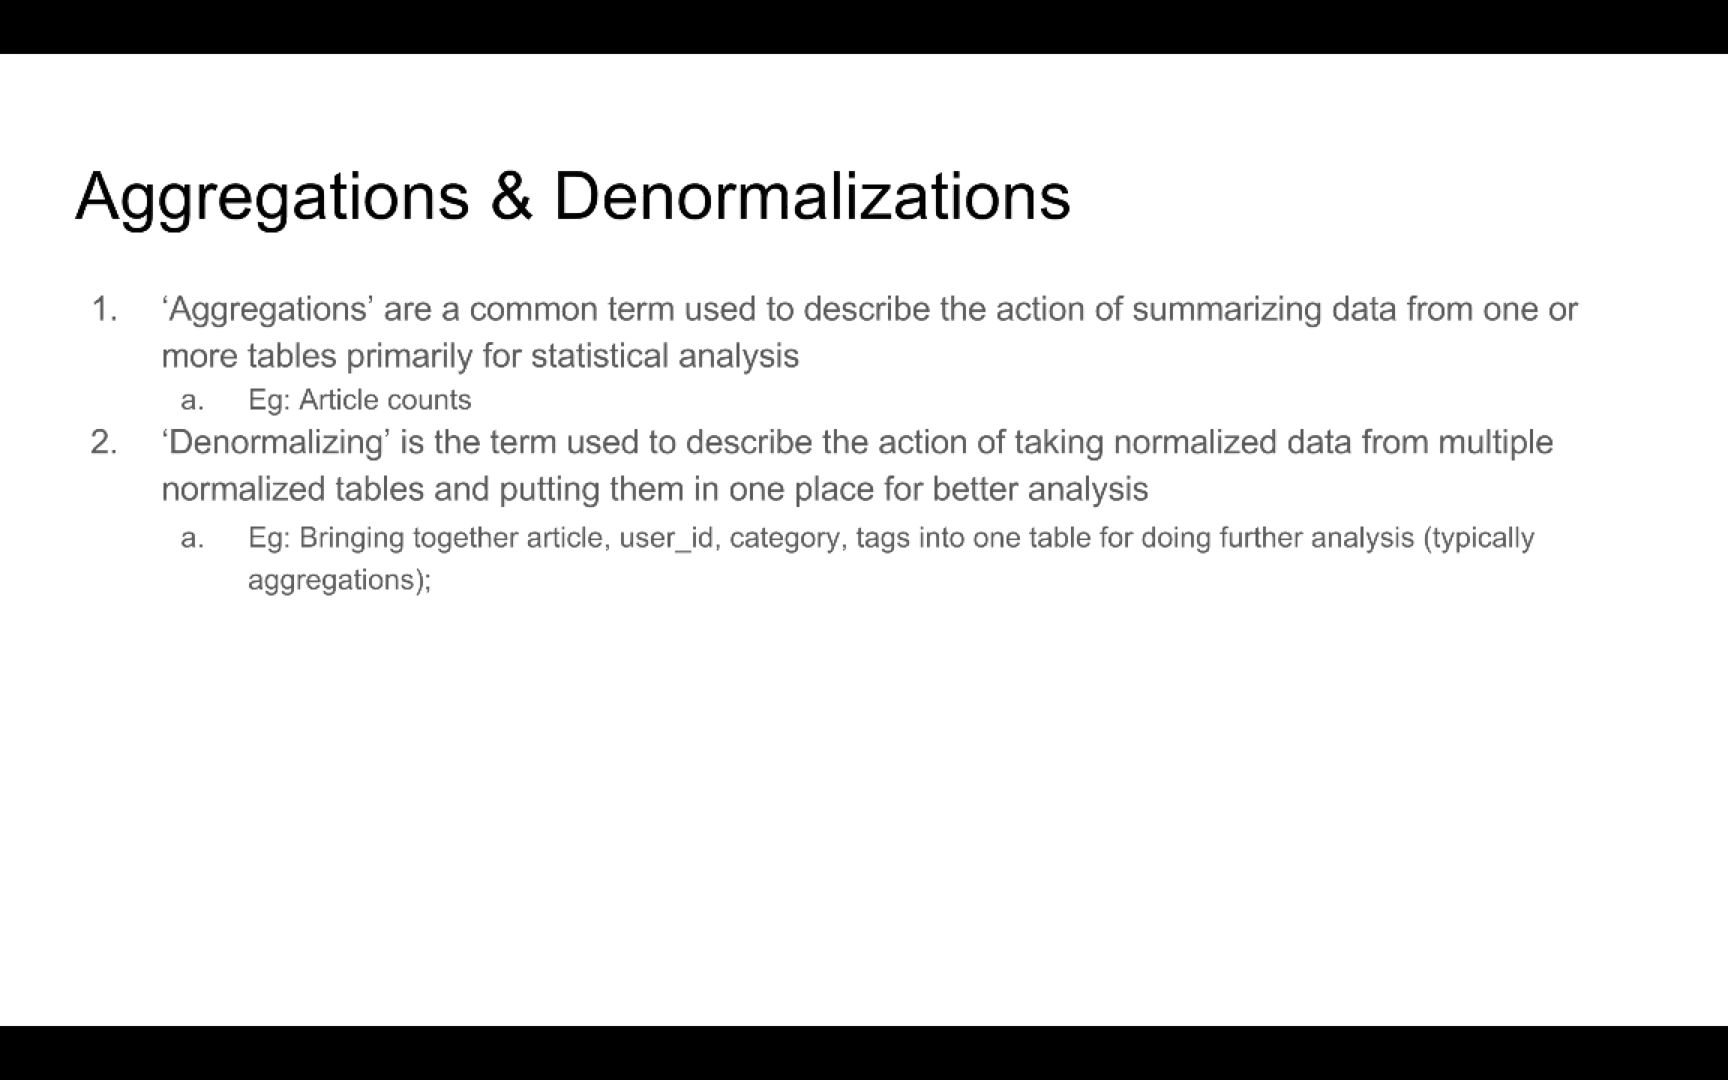 Aggregations & Denormalizations
1. ‘Aggregations’ are a common term used to describe the action of summarizing data from one or
more tables primarily for statistical analysis
a. Eg: Article counts
2. ‘Denormalizing’ is the term used to describe the action of taking normalized data from multiple
normalized tables and putting them in one place for better analysis
a. Eg: Bringing together article, user_id, category, tags into one table for doing further analysis (typically
aggregations);